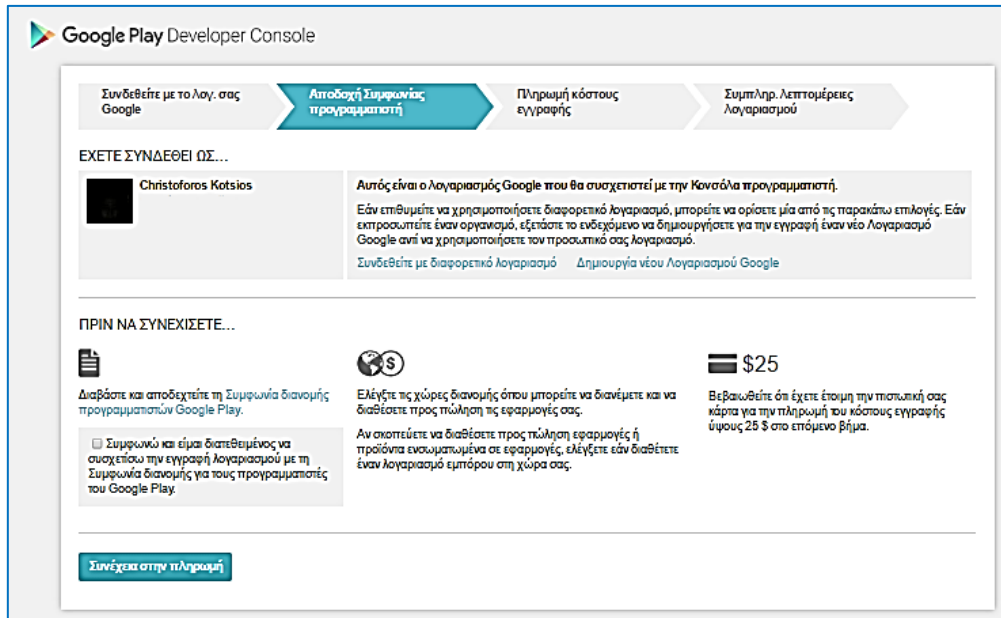 Google Play Developer Console
Συνδεθείτε με το λογ. σας
Google
Αποδοχή Συμφωνίας
προγραμματιστή
Πληρωμή κόστους
εγγραφής
Συμπληρ. λεπτομέρειες
λογαριασμού
ΕΧΕΤΕ ΣΥΝΔΕΘΕΙ ΩΣ...
Christoforos Kotsios
Αυτός είναι ο λογαριασμός Google που θα συσχετιστεί με την Κονσόλα προγραμματιστή.
Εάν επιθυμείτε να χρησιμοποιήσετε διαφορετικό λογαριασμό, μπορείτε να ορίσετε μία από τις παρακάτω επιλογές. Εάν
εκπροσωπείτε έναν οργανισμό, εξετάστε το ενδεχόμενο να δημιουργήσετε για την εγγραφή έναν νέο Λογαριασμό
Google αντί να χρησιμοποιήσετε τον προσωπικό σας λογαριασμό.
Συνδεθείτε με διαφορετικό λογαριασμό Δημιουργία νέου Λογαριασμού Google
ΠΡΙΝ ΝΑ ΣΥΝΕΧΙΣΕΤΕ...
Διαβάστε και αποδεχτείτε τη Συμφωνία διανομής
προγραμματιστών Google Play.
Συμφωνώ και είμαι διατεθειμένος να
συσχετίσω την εγγραφή λογαριασμού με τη
Συμφωνία διανομής για τους προγραμματιστές
του Google Play.
Ελέγξτε τις χώρες διανομής όπου μπορείτε να διανέμετε και να
διαθέσετε προς πώληση τις εφαρμογές σας.
Αν σκοπεύετε να διαθέσετε προς πώληση εφαρμογές ή
προϊόντα ενσωματωμένα σε εφαρμογές, ελέγξετε εάν διαθέτετε
έναν λογαριασμό εμπόρου στη χώρα σας.
$25
Βεβαιωθείτε ότι έχετε έτοιμη την πιστωτική σας
κάρτα για την πληρωμή του κόστους εγγραφής
ύψους 25 $ στο επόμενο βήμα.
Συνέχεια στην πληρωμή